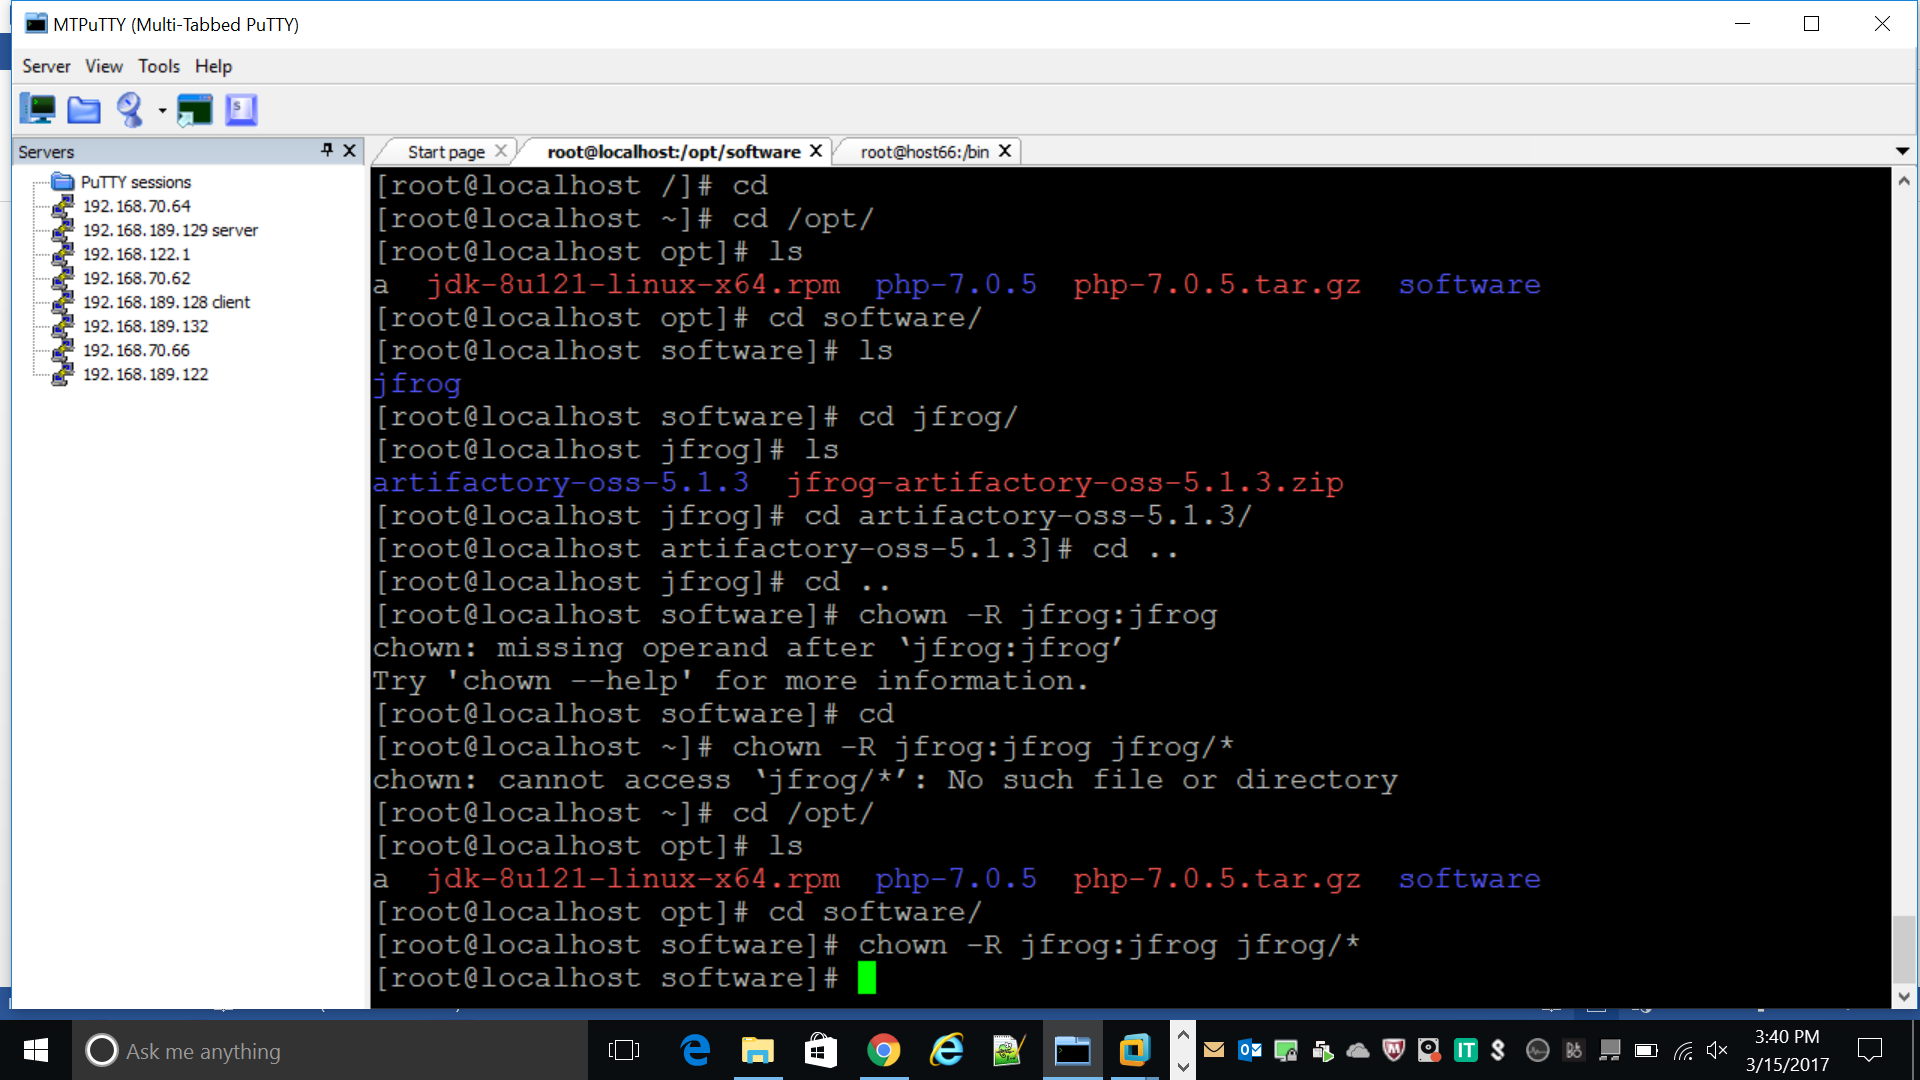 MTPuTTY (Multi-Tabbed PuTTY)
Server View Tools Help
Servers
PuTTY sessions
192.168.70.64
192.168.189.129 server
192.168.122.1
192.168.70.62
192.168.189.128 client
192.168.189.132
192.168.70.66
192.168.189.122
Start page root@localhost:/opt/software root@host66:/bin
[root@localhost /]# cd
[root@localhost ~]# cd /opt/
[root@localhost opt]# ls
a jdk-8u121-linux-x64.rpm php-7.0.5 php-7.0.5.tar.gz software
[root@localhost opt]# cd software/
[root@localhost software]# ls
jfrog
[root@localhost software]# cd jfrog/
[root@localhost jfrog]# ls
artifactory-oss-5.1.3 jfrog-artifactory-oss-5.1.3.zip
[root@localhost jfrog]# cd artifactory-oss-5.1.3/
[root@localhost artifactory-oss-5.1.3]# cd ..
[root@localhost jfrog]# cd ..
[root@localhost software]# chown -R jfrog:jfrog
chown: missing operand after ‘jfrog:jfrog’
Try 'chown --help' for more information.
[root@localhost software]# cd
[root@localhost ~]# chown -R jfrog:jfrog jfrog/*
chown: cannot access ‘jfrog/*’: No such file or directory
[root@localhost ~]# cd /opt/
[root@localhost opt]# ls
a jdk-8u121-linux-x64.rpm php-7.0.5 php-7.0.5.tar.gz software
[root@localhost opt]# cd software/
[root@localhost software]# chown -R jfrog:jfrog jfrog/*
[root@localhost software]#
Ask me anything
IT
3:40 PM
3/15/2017